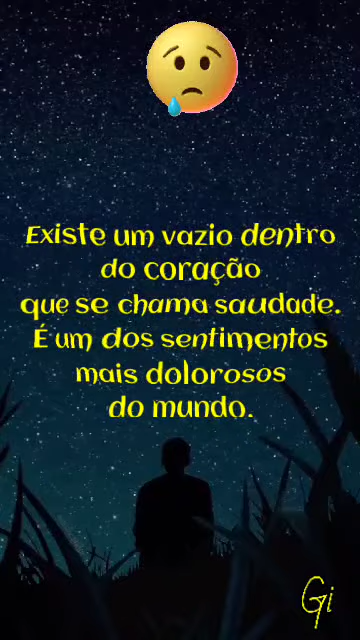 Existe um vazio dentro
do coração
que se chama saudade.
É um dos sentimentos
mais dolorosos
do mundo.
Gi